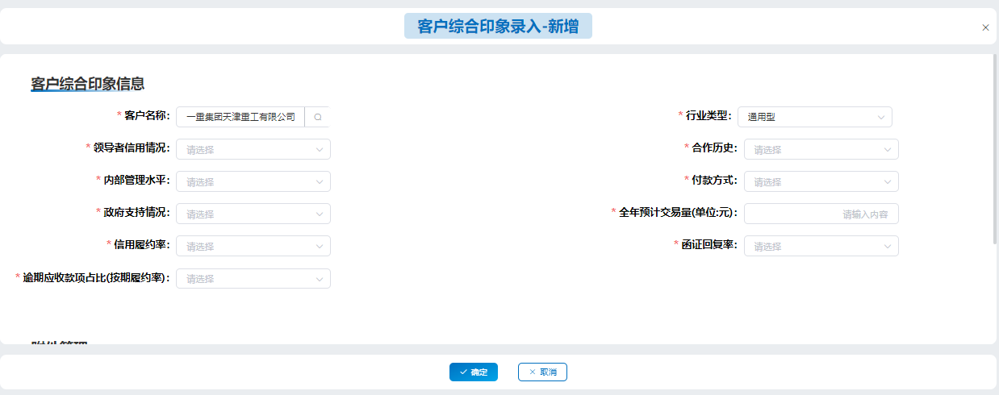 客户综合印象录入-新增
客户综合印象信息
* 客户名称: 一重集团天津重工有限公司
* 行业类型: 通用型
* 领导者信用情况: 请选择
* 合作历史: 请选择
* 内部管理水平: 请选择
* 付款方式: 请选择
* 政府支持情况: 请选择
* 全年预计交易量(单位:元): 请输入内容
* 信用履约率: 请选择
* 函证回复率: 请选择
* 逾期应收款项占比(按期履约率): 请选择
附件管理
确定
取消